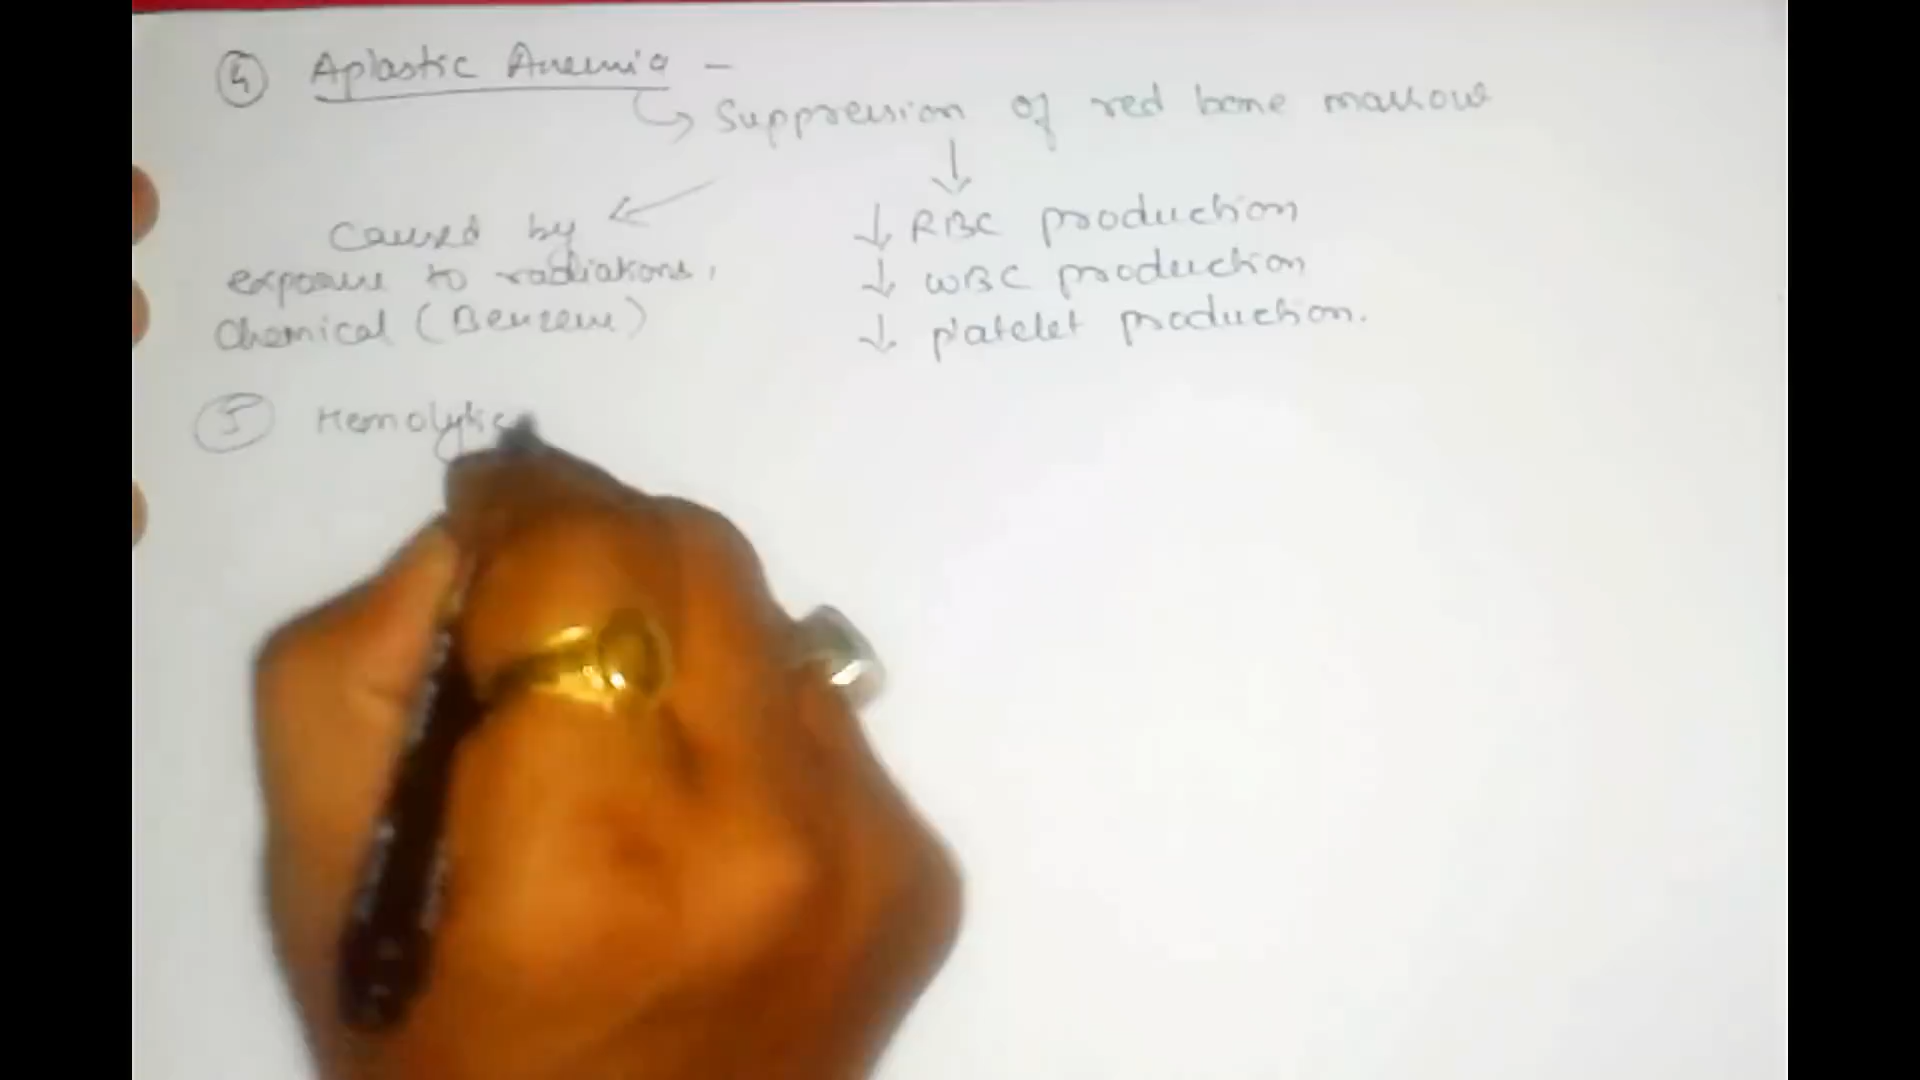 ④ Aplastic Anemia –
↳ Suppression of red bone marrow
↓
Caused by
exposure to radiations,
Chemical (Benzene)
↓ RBC production
↓ WBC production
↓ platelet production.
⑤ Hemolytic